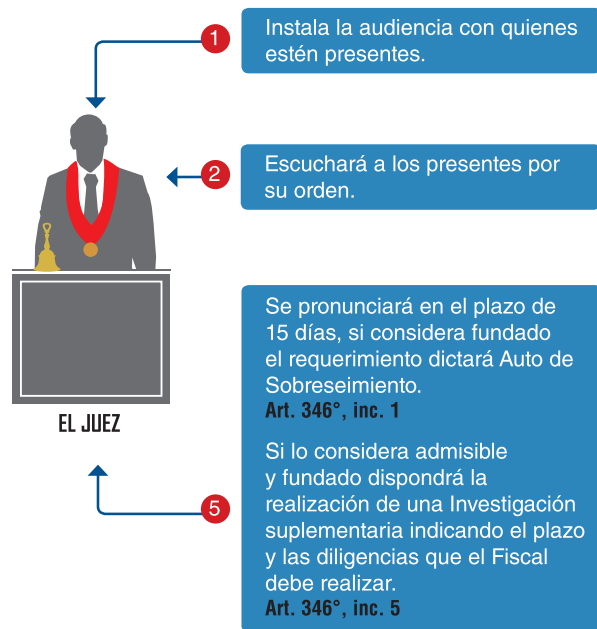 1
Instala la audiencia con quienes
estén presentes.
2
Escuchará a los presentes por
su orden.
EL JUEZ
5
Se pronunciará en el plazo de
15 días, si considera fundado
el requerimiento dictará Auto de
Sobreseimiento.
Art. 346°, inc. 1
Si lo considera admisible
y fundado dispondrá la
realización de una Investigación
suplementaria indicando el plazo
y las diligencias que el Fiscal
debe realizar.
Art. 346°, inc. 5